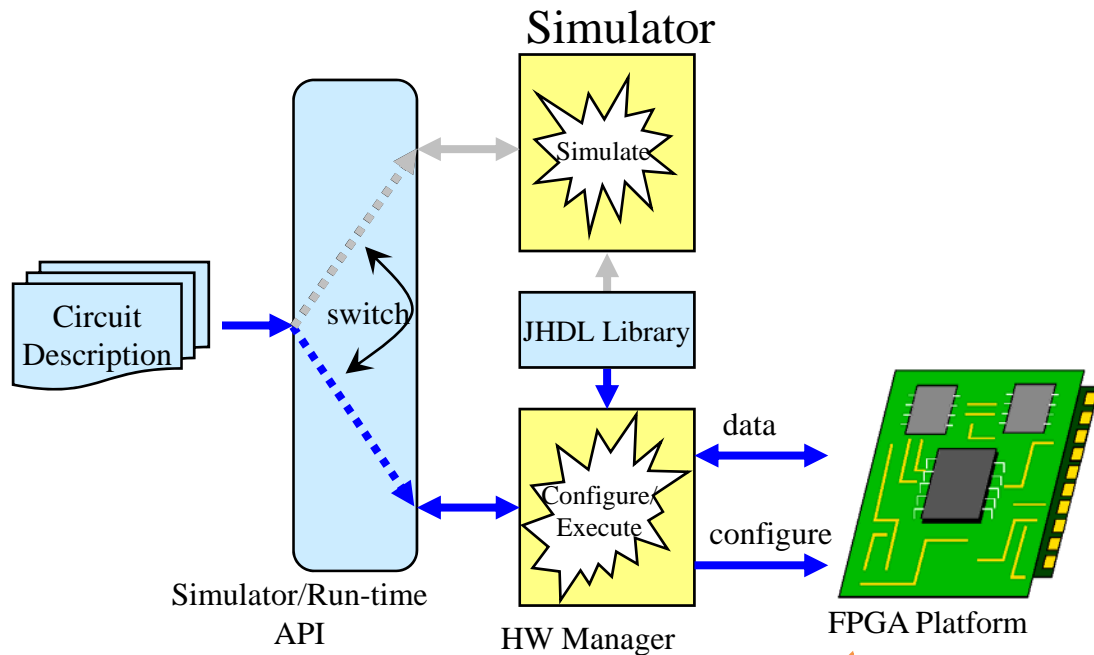 Simulator
Simulate
Circuit
Description
switch
JHDL Library
data
Configure/
Execute
configure
Simulator/Run-time
API
HW Manager
FPGA Platform